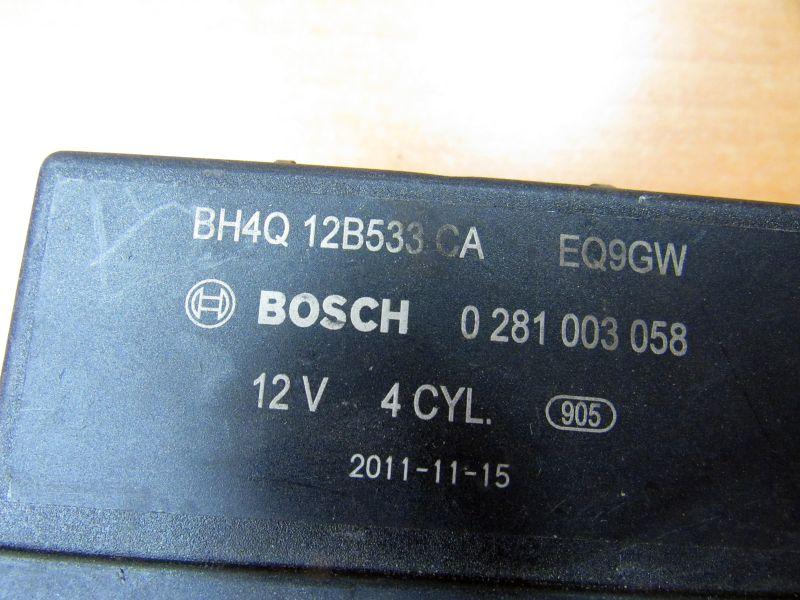 BH4Q 12B533 CA EQ9GW
BOSCH 0 281 003 058
12 V 4 CYL. 905
2011-11-15